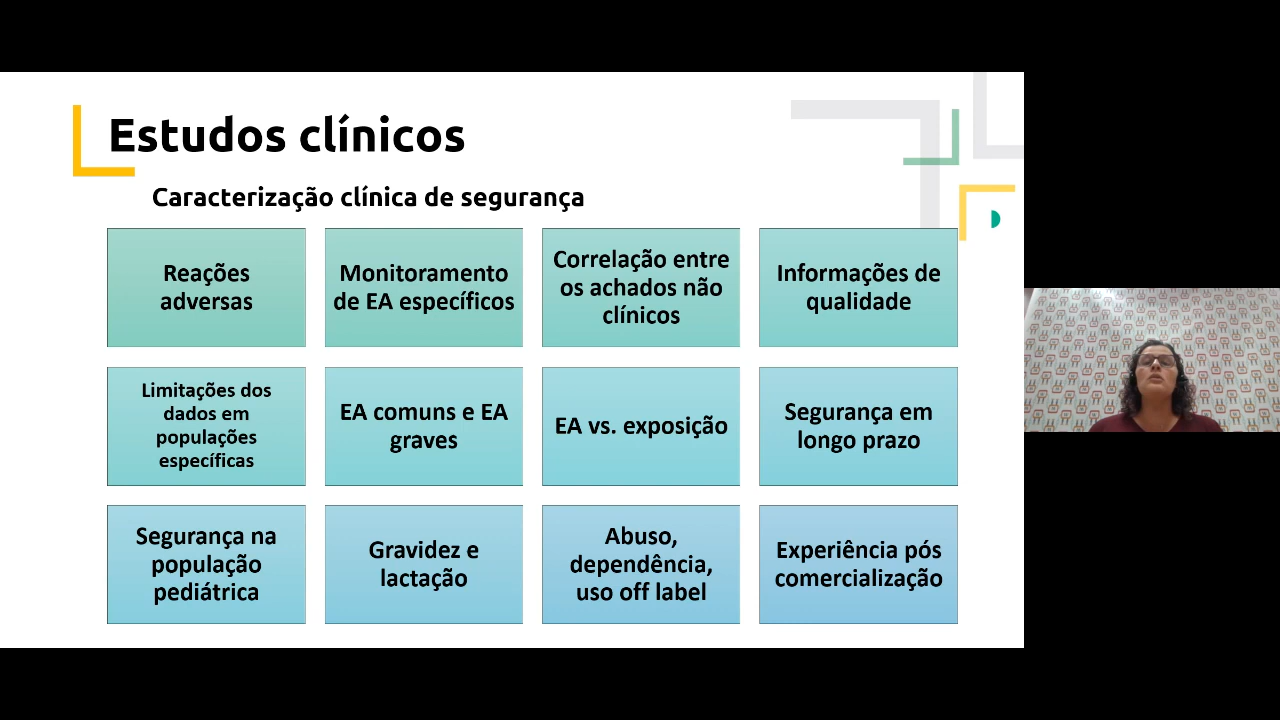 Estudos clínicos
Caracterização clínica de segurança
Reações
adversas
Monitoramento
de EA específicos
Correlação entre
os achados não
clínicos
Informações de
qualidade
Limitações dos
dados em
populações
específicas
EA comuns e EA
graves
EA vs. exposição
Segurança em
longo prazo
Segurança na
população
pediátrica
Gravidez e
lactação
Abuso,
dependência,
uso off label
Experiência pós
comercialização